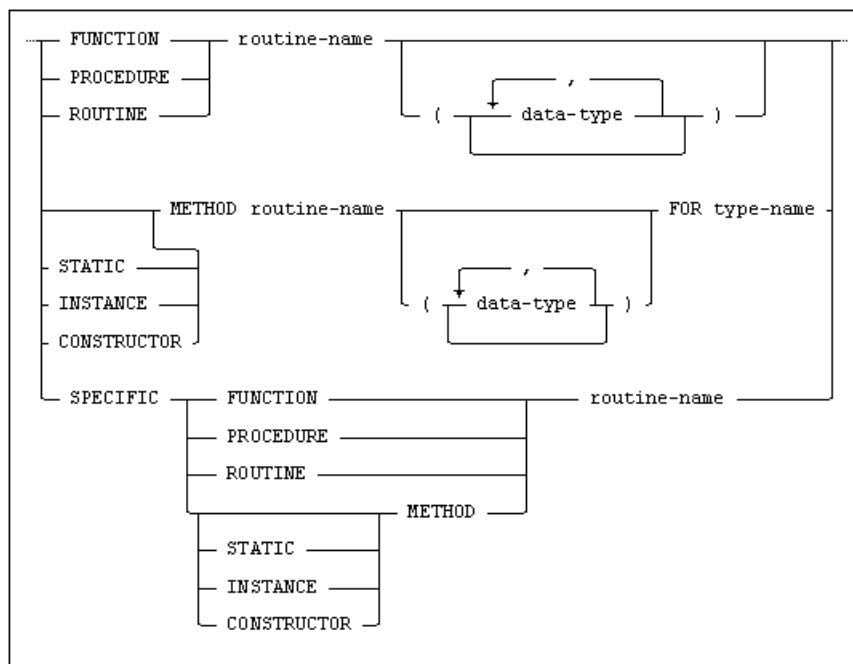 FUNCTION routine-name
,
PROCEDURE
ROUTINE ( data-type )
METHOD routine-name FOR type-name
STATIC ,
INSTANCE ( data-type )
CONSTRUCTOR
SPECIFIC FUNCTION routine-name
PROCEDURE
ROUTINE
METHOD
STATIC
INSTANCE
CONSTRUCTOR